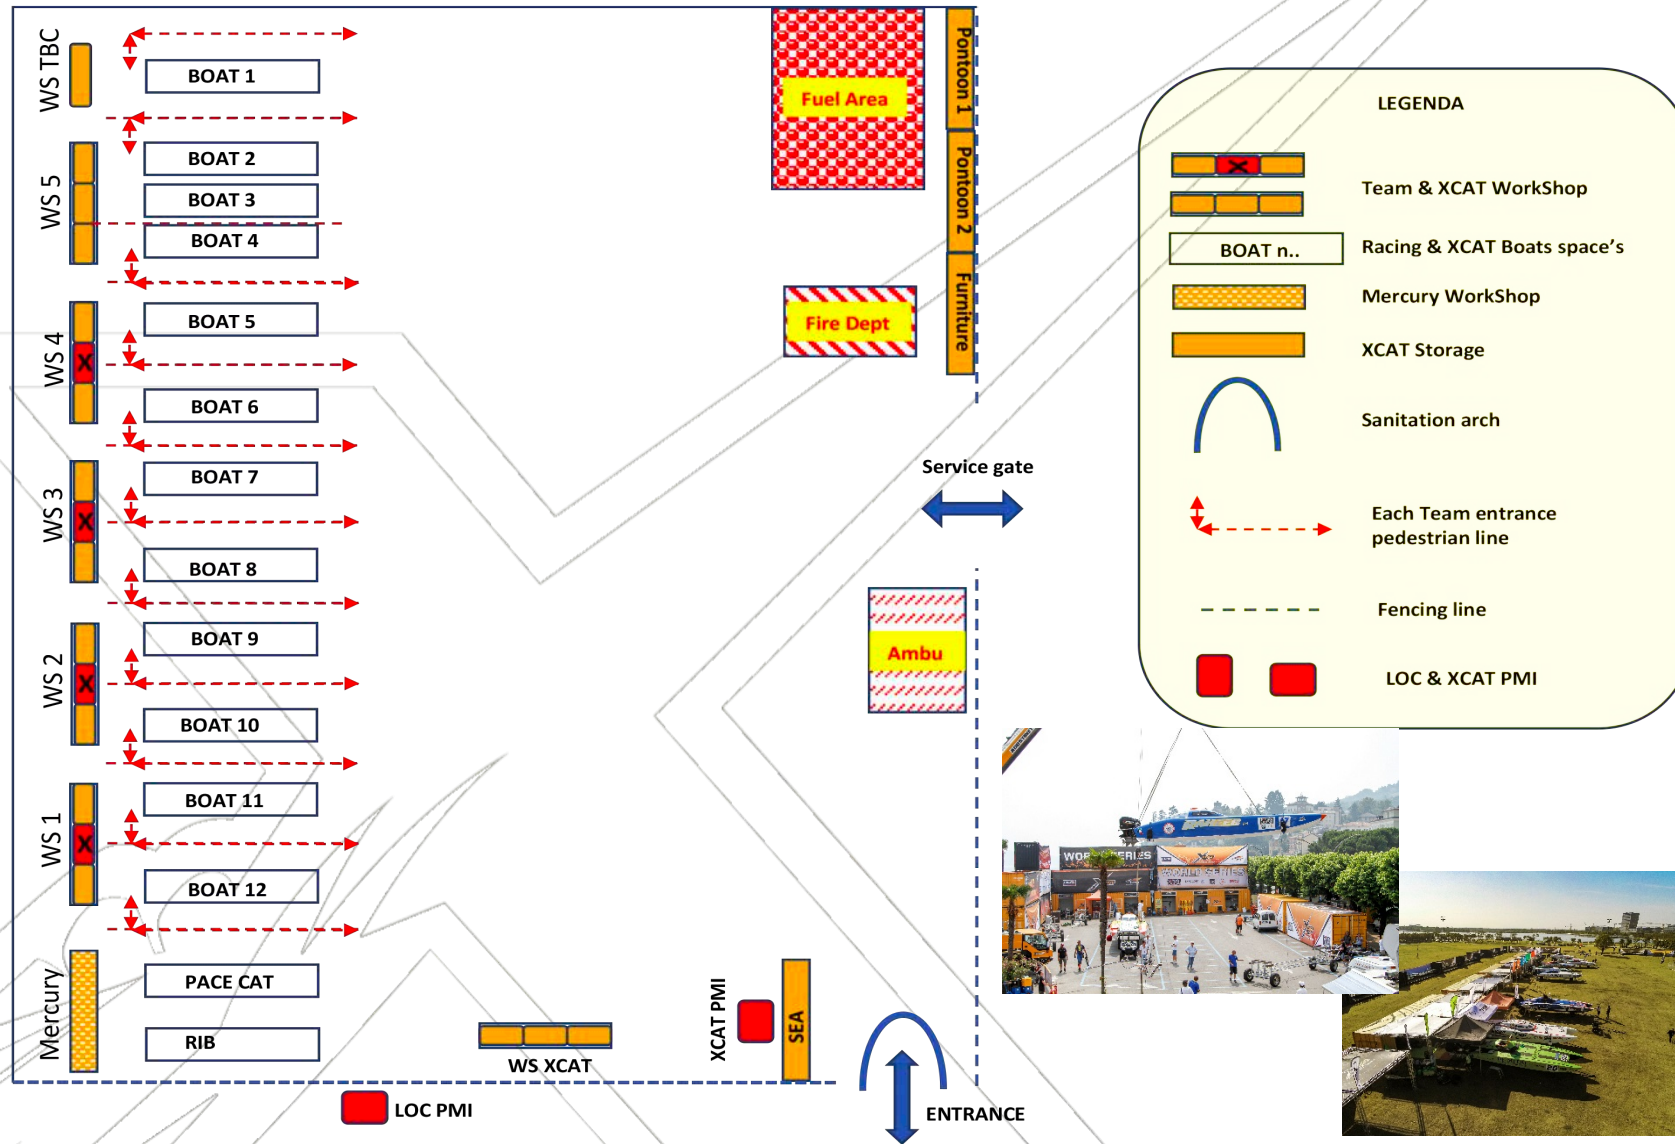 WS TBC
BOAT 1
WS 5
BOAT 2
BOAT 3
BOAT 4
WS 4
X
BOAT 5
BOAT 6
WS 3
X
BOAT 7
BOAT 8
WS 2
X
BOAT 9
BOAT 10
WS 1
X
BOAT 11
BOAT 12
Mercury
PACE CAT
RIB
LOC PMI
WS XCAT
XCAT PMI
SEA
ENTRANCE
Fuel Area
Pontoon 1
Pontoon 2
Furniture
Fire Dept
Service gate
Ambu
LEGENDA
X
Team & XCAT WorkShop
BOAT n..
Racing & XCAT Boats space's
Mercury WorkShop
XCAT Storage
Sanitation arch
Each Team entrance
pedestrian line
Fencing line
LOC & XCAT PMI
WORLD SERIES
WORLD SERIES